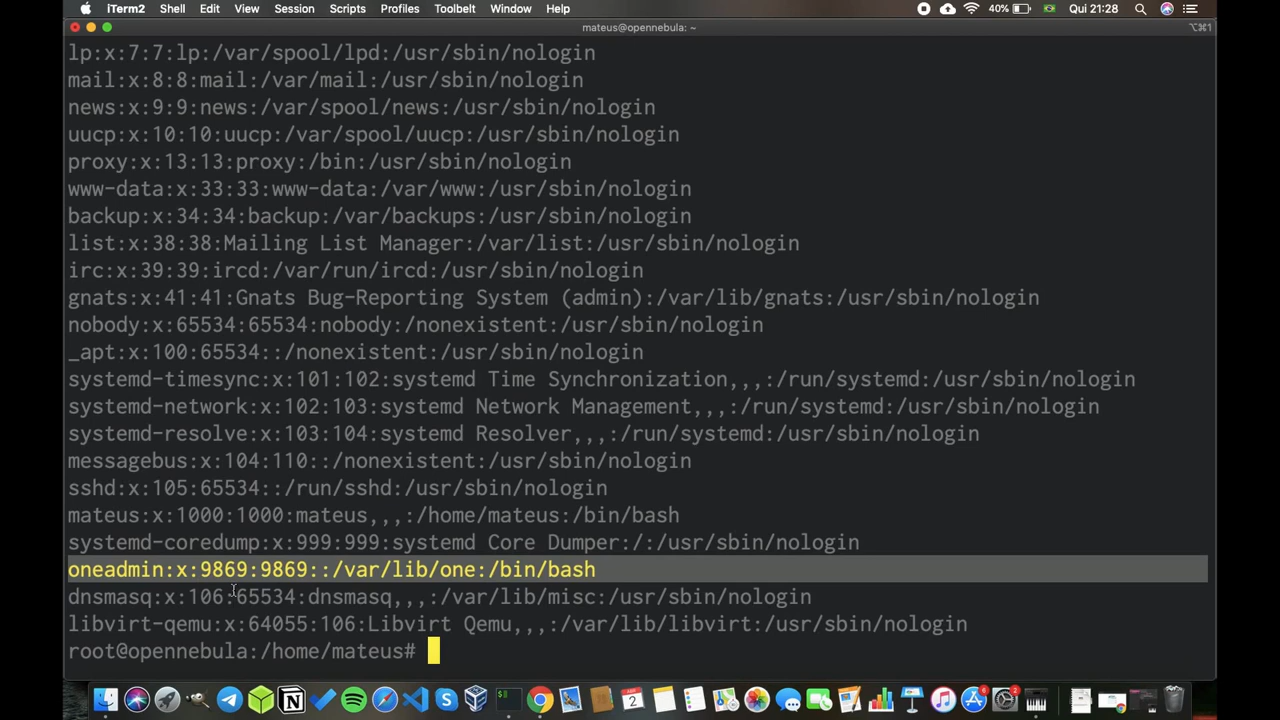 iTerm2 Shell Edit View Session Scripts Profiles Toolbelt Window Help 40% Qui 21:28
mateus@opennebula: ~ ⌥⌘1
lp:x:7:7:lp:/var/spool/lpd:/usr/sbin/nologin
mail:x:8:8:mail:/var/mail:/usr/sbin/nologin
news:x:9:9:news:/var/spool/news:/usr/sbin/nologin
uucp:x:10:10:uucp:/var/spool/uucp:/usr/sbin/nologin
proxy:x:13:13:proxy:/bin:/usr/sbin/nologin
www-data:x:33:33:www-data:/var/www:/usr/sbin/nologin
backup:x:34:34:backup:/var/backups:/usr/sbin/nologin
list:x:38:38:Mailing List Manager:/var/list:/usr/sbin/nologin
irc:x:39:39:ircd:/var/run/ircd:/usr/sbin/nologin
gnats:x:41:41:Gnats Bug-Reporting System (admin):/var/lib/gnats:/usr/sbin/nologin
nobody:x:65534:65534:nobody:/nonexistent:/usr/sbin/nologin
_apt:x:100:65534::/nonexistent:/usr/sbin/nologin
systemd-timesync:x:101:102:systemd Time Synchronization,,,:/run/systemd:/usr/sbin/nologin
systemd-network:x:102:103:systemd Network Management,,,:/run/systemd:/usr/sbin/nologin
systemd-resolve:x:103:104:systemd Resolver,,,:/run/systemd:/usr/sbin/nologin
messagebus:x:104:110::/nonexistent:/usr/sbin/nologin
sshd:x:105:65534::/run/sshd:/usr/sbin/nologin
mateus:x:1000:1000:mateus,,,:/home/mateus:/bin/bash
systemd-coredump:x:999:999:systemd Core Dumper:/:/usr/sbin/nologin
oneadmin:x:9869:9869::/var/lib/one:/bin/bash
dnsmasq:x:106:65534:dnsmasq,,,:/var/lib/misc:/usr/sbin/nologin
libvirt-qemu:x:64055:106:Libvirt Qemu,,,:/var/lib/libvirt:/usr/sbin/nologin
root@opennebula:/home/mateus#